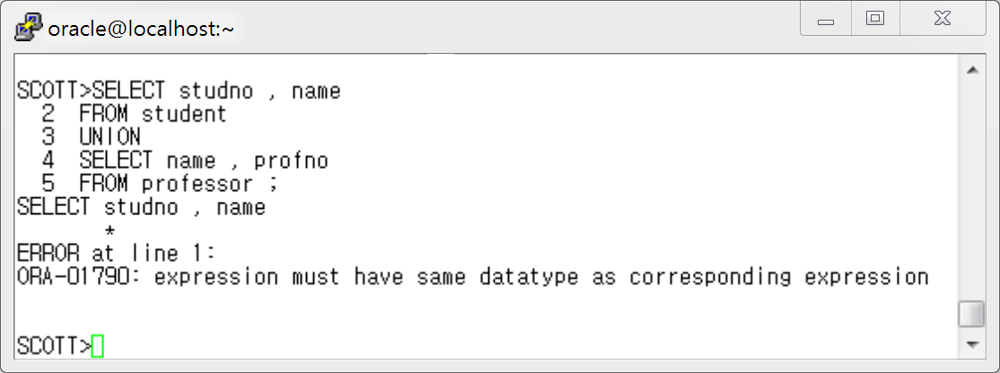 oracle@localhost:~
SCOTT>SELECT studno , name
  2  FROM student
  3  UNION
  4  SELECT name , profno
  5  FROM professor ;
SELECT studno , name
       *
ERROR at line 1:
ORA-01790: expression must have same datatype as corresponding expression
SCOTT>